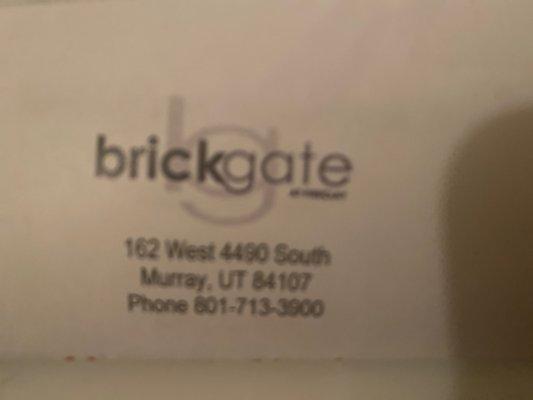 brickgate
162 West 4490 South
Murray, UT 84107
Phone 801-713-3900